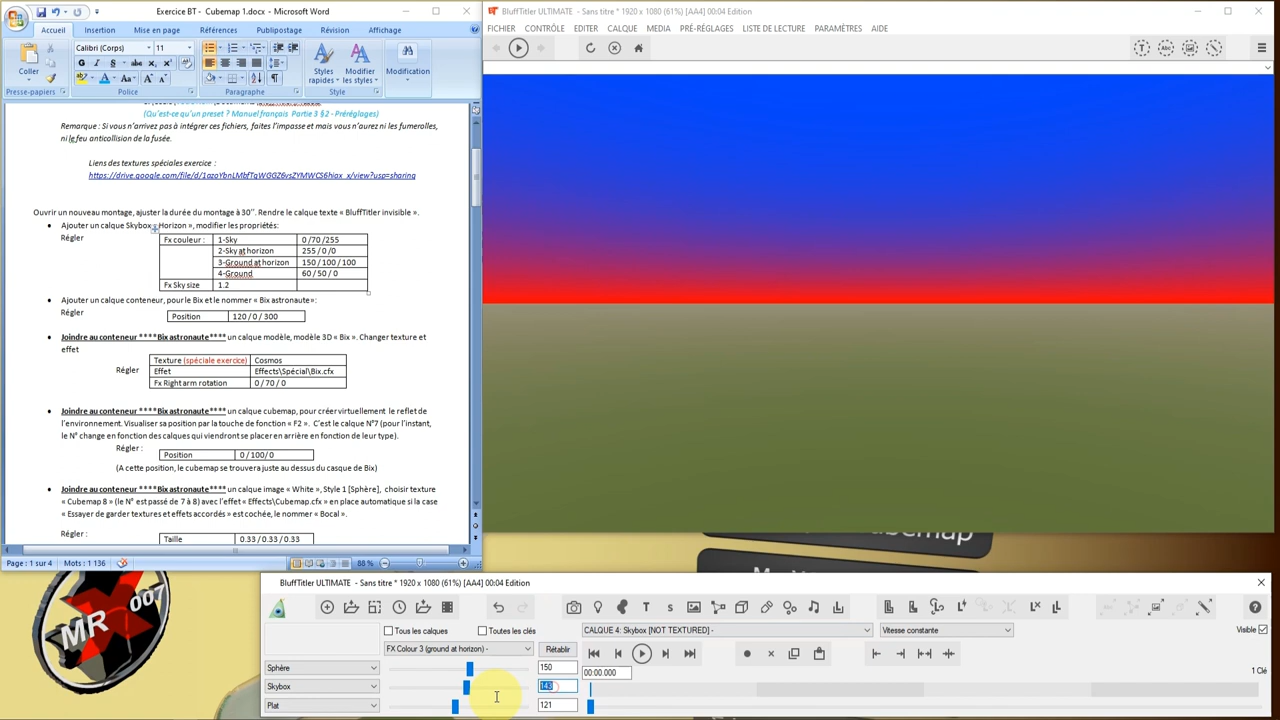 Exercice BT - Cubemap 1.docx - Microsoft Word
Accueil Insertion Mise en page Références Publipostage Révision Affichage
Calibri (Corps) 11
Coller
Styles rapides
Modifier les styles
Modification
Presse-papiers Police Paragraphe Style
(Qu'est-ce qu'un preset ? Manuel français Partie 3 §2 - Préréglages)
Remarque : Si vous n'arrivez pas à intégrer ces fichiers, faites l'impasse et mais vous n'aurez ni les fumerolles,
ni le feu anticollision de la fusée.
Liens des textures spéciales exercice :
Ouvrir un nouveau montage, ajuster la durée du montage à 30''. Rendre le calque texte « BluffTitler invisible ».
• Ajouter un calque Skybox « Horizon », modifier les propriétés:
Régler
Fx couleur : 1-Sky 0 /70 /255
2-Sky at horizon 255 / 0 /0
3-Ground at horizon 150 / 100 / 100
4-Ground 60 / 50 / 0
Fx Sky size 1.2
• Ajouter un calque conteneur, pour le Bix et le nommer « Bix astronaute»:
Régler
Position 120 / 0 / 300
• Joindre au conteneur ****Bix astronaute**** un calque modèle, modèle 3D « Bix ». Changer texture et
effet
Texture (spéciale exercice) Cosmos
Régler
Effet Effects\Spécial\Bix.cfx
Fx Right arm rotation 0 / 70 / 0
• Joindre au conteneur ****Bix astronaute**** un calque cubemap, pour créer virtuellement le reflet de
l'environnement. Visualiser sa position par la touche de fonction « F2 ». C'est le calque N°7 (pour l'instant,
le N° change en fonction des calques qui viendront se placer en arrière en fonction de leur type).
Régler :
Position 0 / 100/ 0
(A cette position, le cubemap se trouvera juste au dessus du casque de Bix)
• Joindre au conteneur ****Bix astronaute**** un calque image « White », Style 1 [Sphère], choisir texture
« Cubemap 8 » (le N° est passé de 7 à 8) avec l'effet « Effects\Cubemap.cfx » en place automatique si la case
« Essayer de garder textures et effets accordés » est cochée, le nommer « Bocal ».
Régler :
Taille 0.33 / 0.33 / 0.33
Page : 1 sur 4 Mots : 1 136 88 %
BluffTitler ULTIMATE - Sans titre * 1920 x 1080 (61%) [AA4] 00:04 Edition
FICHIER CONTRÔLE EDITER CALQUE MEDIA PRÉ-RÉGLAGES LISTE DE LECTURE PARAMÈTRES AIDE
MR 007
BluffTitler ULTIMATE - Sans titre * 1920 x 1080 (61%) [AA4] 00:04 Edition
Tous les calques Toutes les clés CALQUE 4: Skybox [NOT TEXTURED] - Vitesse constante Visible
FX Colour 3 (ground at horizon) - Rétablir
Sphère 150 00:00.000 1 Clé
Skybox 143
Plat 121